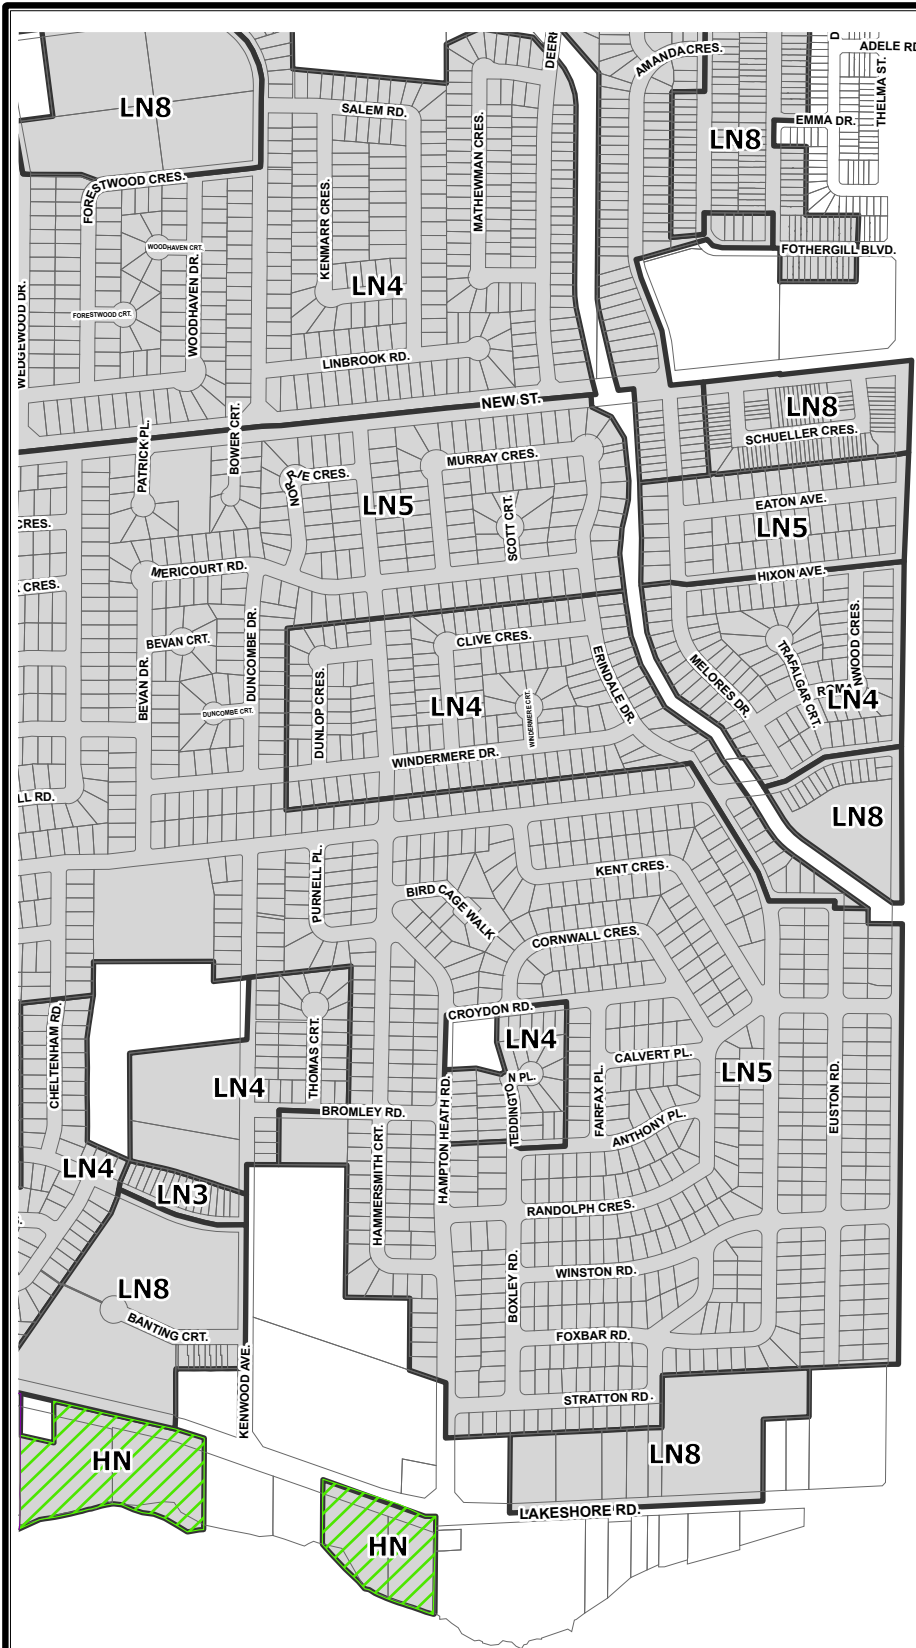 ADELE RD
DEER
AMANDA CRES.
D
THELMA ST.
LN8
SALEM RD.
MATHEWMAN CRES.
LN8
EMMA DR.
FORESTWOOD CRES.
KENMARR CRES.
WOODHAVEN CRT.
FOTHERGILL BLVD.
WEDGEWOOD DR.
WOODHAVEN DR.
LN4
FORESTWOOD CRT.
LINBROOK RD.
NEW ST.
LN8
SCHUELLER CRES.
PATRICK PL.
BOWER CRT.
MURRAY CRES.
LN5
SCOTT CRT.
EATON AVE.
LN5
CRES.
MERICOURT RD.
HIXON AVE.
CRES.
BEVAN CRT.
BEVAN DR.
DUNCOMBE DR.
DUNCOMBE CRT.
CLIVE CRES.
DUNLOP CRES.
LN4
WINDERMERE CRT.
ERINDALE DR.
WINDERMERE DR.
MELORES DR.
TRAFALGAR CRT.
WOOD CRES.
LN4
LL RD.
LN8
PURNELL PL.
BIRD CAGE WALK
KENT CRES.
CORNWALL CRES.
CROYDON RD.
LN4
CHELTENHAM RD.
THOMAS CRT.
LN4
BROMLEY RD.
HAMPTON HEATH RD.
TEDDINGTON PL.
FAIRFAX PL.
CALVERT PL.
LN5
EUSTON RD.
ANTHONY PL.
LN4
LN3
HAMMERSMITH CRT.
RANDOLPH CRES.
LN8
BOXLEY RD.
WINSTON RD.
BANTING CRT.
FOXBAR RD.
KENWOOD AVE.
STRATTON RD.
HN
LN8
LAKESHORE RD.
HN